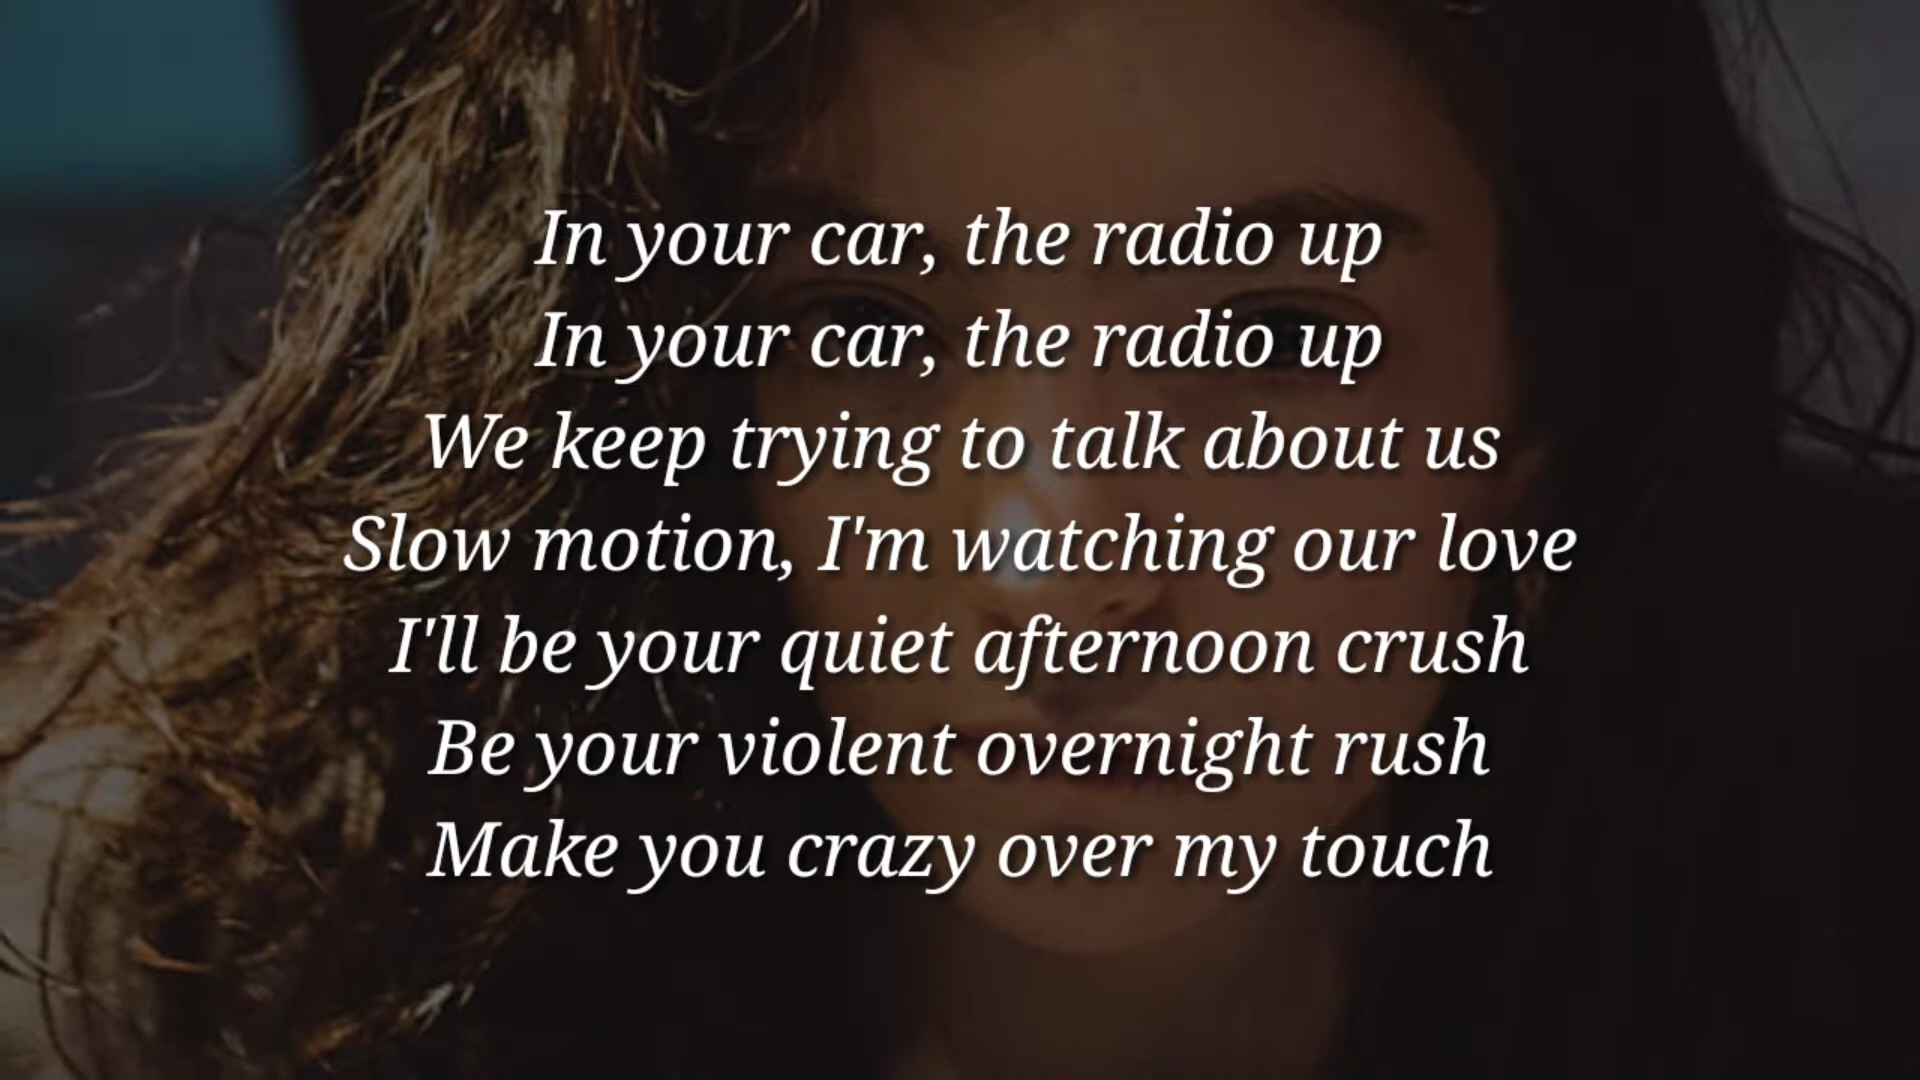 In your car, the radio up
In your car, the radio up
We keep trying to talk about us
Slow motion, I'm watching our love
I'll be your quiet afternoon crush
Be your violent overnight rush
Make you crazy over my touch